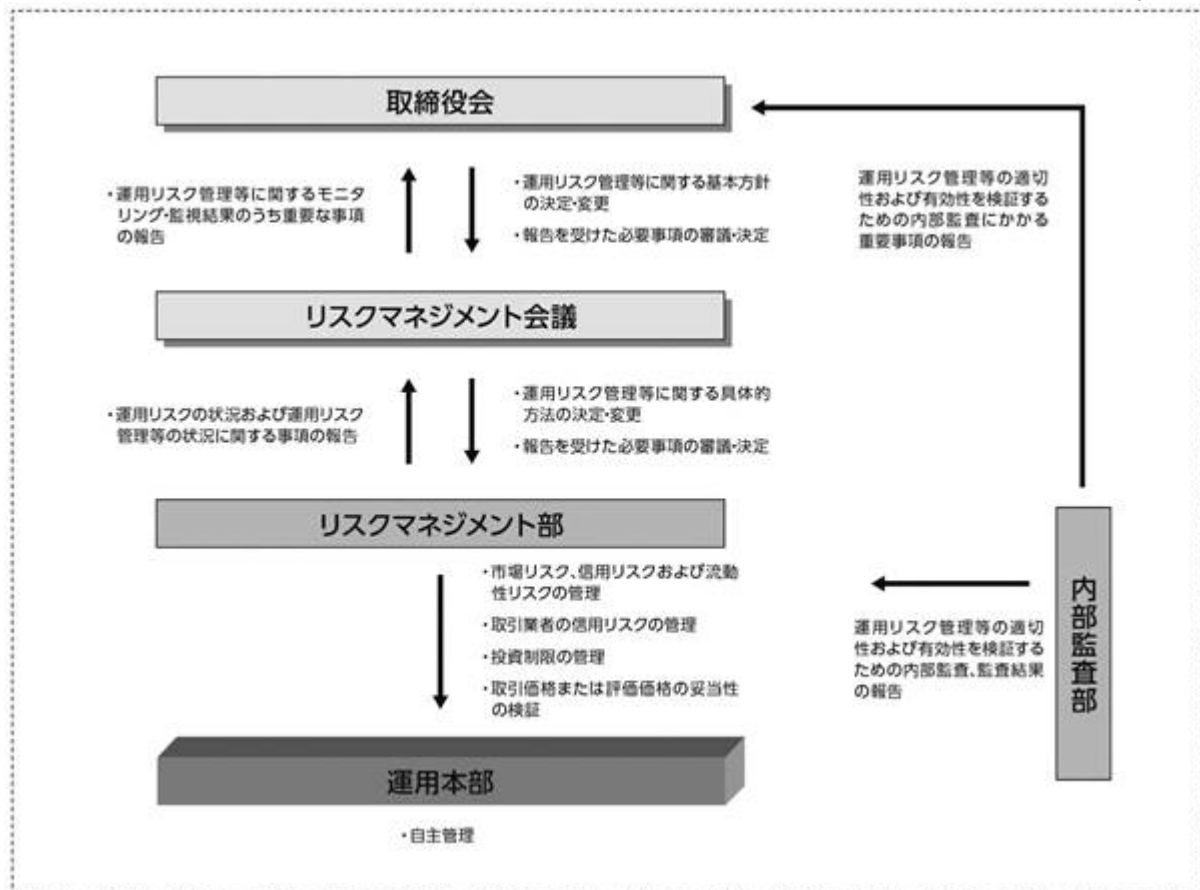 取締役会
・運用リスク管理等に関するモニタ
リング・監視結果のうち重要な事項
の報告
・運用リスク管理等に関する基本方針
の決定・変更
・報告を受けた必要事項の審議・決定
運用リスク管理等の適切
性および有効性を検証する
ための内部監査にかかる
重要事項の報告
リスクマネジメント会議
・運用リスクの状況および運用リスク
管理等の状況に関する事項の報告
・運用リスク管理等に関する具体的
方法の決定・変更
・報告を受けた必要事項の審議・決定
リスクマネジメント部
・市場リスク、信用リスクおよび流動
性リスクの管理
・取引業者の信用リスクの管理
・投資制限の管理
・取引価格または評価価格の妥当性
の検証
運用リスク管理等の適切
性および有効性を検証する
ための内部監査、監査結果
の報告
内部監査部
運用本部
・自主管理